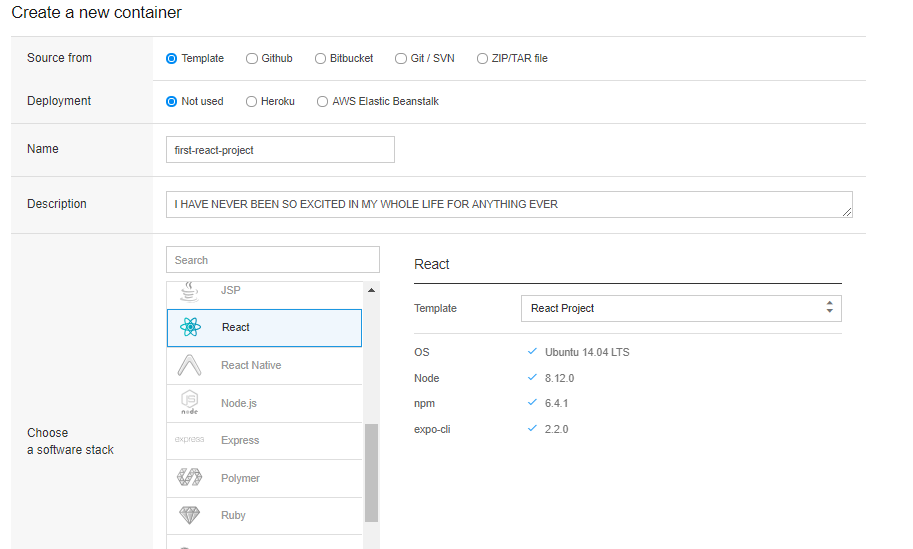 Create a new container
Source from
Template Github Bitbucket Git / SVN ZIP/TAR file
Deployment
Not used Heroku AWS Elastic Beanstalk
Name
first-react-project
Description
I HAVE NEVER BEEN SO EXCITED IN MY WHOLE LIFE FOR ANYTHING EVER
Choose
a software stack
Search
JSP
React
React Native
node
Node.js
express
Express
Polymer
Ruby
React
Template
React Project
OS Ubuntu 14.04 LTS
Node 8.12.0
npm 6.4.1
expo-cli 2.2.0